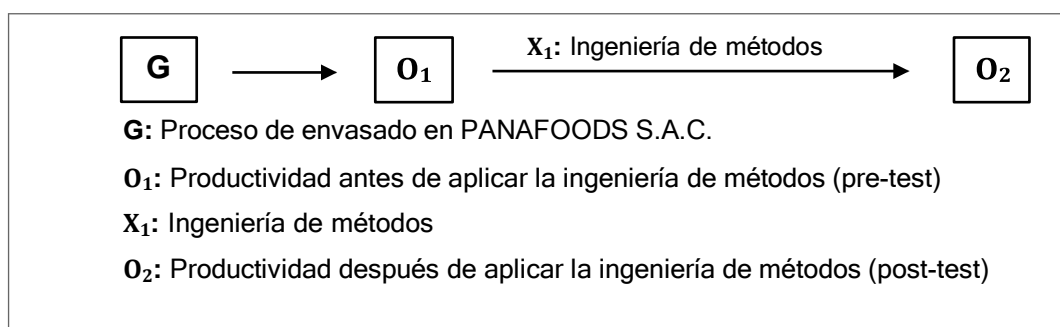 X₁: Ingeniería de métodos
G O₁ O₂
G: Proceso de envasado en PANAFOODS S.A.C.
O₁: Productividad antes de aplicar la ingeniería de métodos (pre-test)
X₁: Ingeniería de métodos
O₂: Productividad después de aplicar la ingeniería de métodos (post-test)